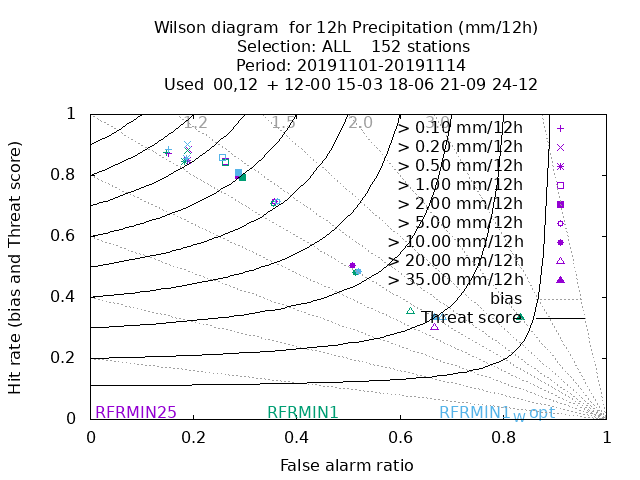 Wilson diagram for 12h Precipitation (mm/12h)
Selection: ALL 152 stations
Period: 20191101-20191114
Used 00,12 + 12-00 15-03 18-06 21-09 24-12
Hit rate (bias and Threat score)
1
0.8
0.6
0.4
0.2
0
1.2
1.5
2.0
3.0
> 0.10 mm/12h
> 0.20 mm/12h
> 0.50 mm/12h
> 1.00 mm/12h
> 2.00 mm/12h
> 5.00 mm/12h
> 10.00 mm/12h
> 20.00 mm/12h
> 35.00 mm/12h
bias
Threat score
RFRMIN25 RFRMIN1 RFRMIN1_W_opt
0 0.2 0.4 0.6 0.8 1
False alarm ratio